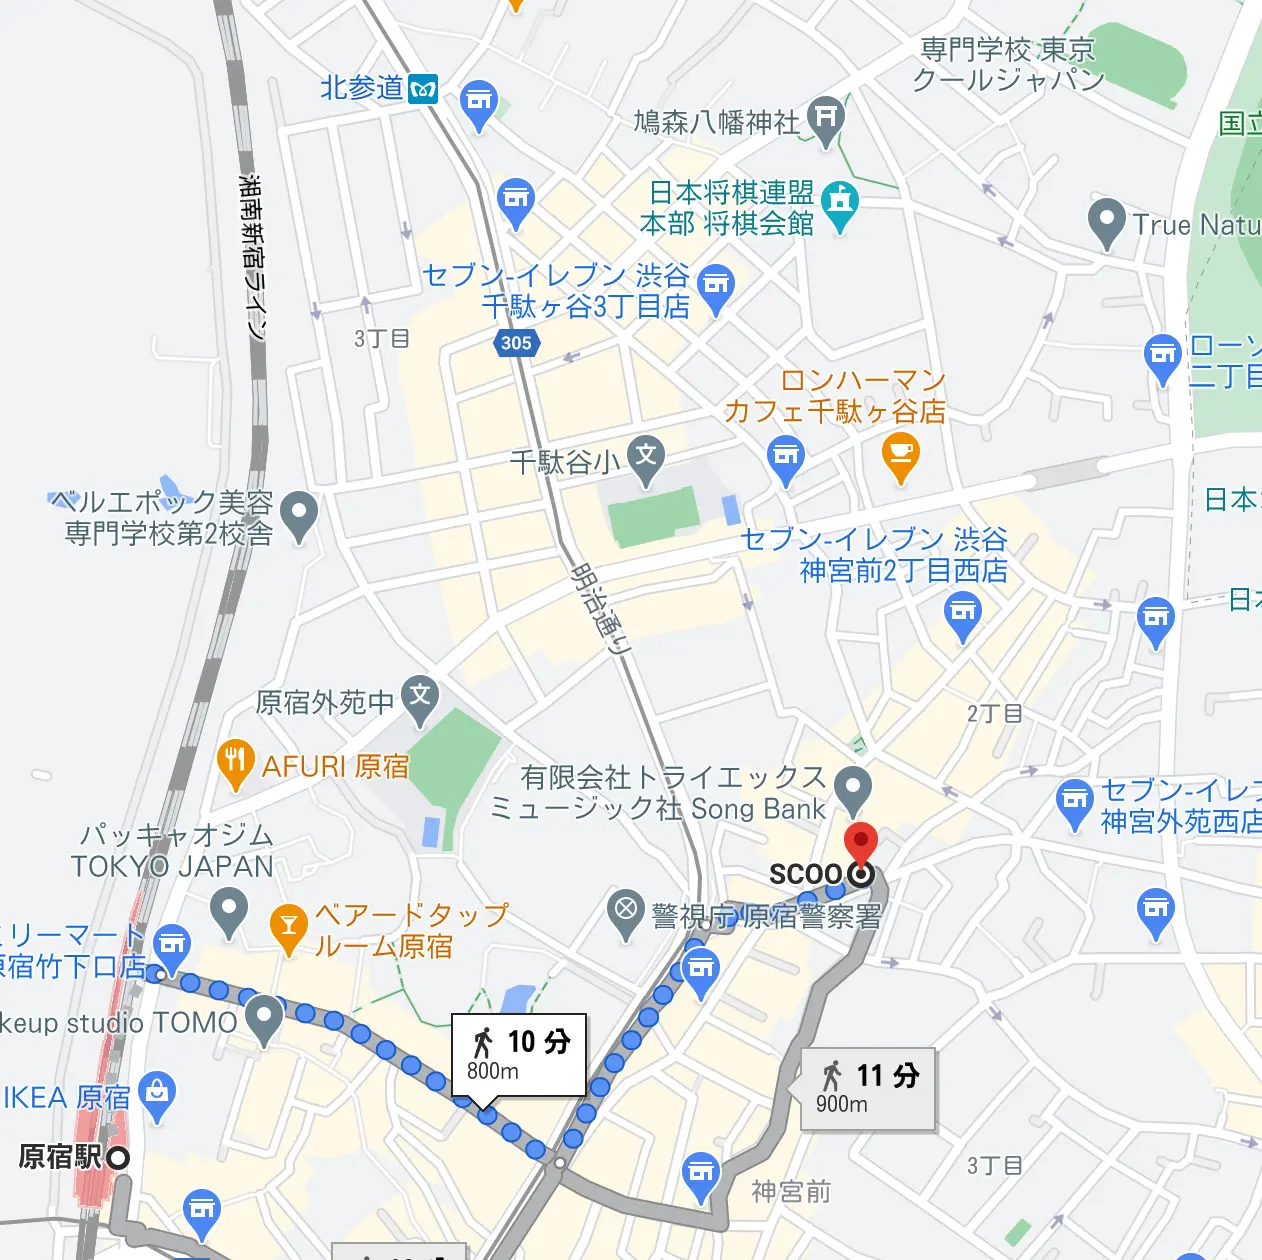 専門学校 東京
クールジャパン
北参道
鳩森八幡神社
国立
湘南新宿ライン
日本将棋連盟
本部 将棋会館
True Natu
セブン-イレブン 渋谷
千駄ヶ谷3丁目店
305
3丁目
ローソ
二丁目
ロンハーマン
カフェ千駄ヶ谷店
千駄谷小
文
ベルエポック美容
専門学校第2校舎
日本
セブン-イレブン 渋谷
神宮前2丁目西店
明治通り
日本
原宿外苑中
文
2丁目
AFURI 原宿
有限会社トライエックス
ミュージック社 Song Bank
セブン-イレブ
神宮外苑西店
パッキャオジム
TOKYO JAPAN
SCOO
ベアードタップ
ルーム原宿
警視庁 原宿警察署
ミリーマート
原宿竹下口店
keup studio TOMO
10 分
800m
11 分
900m
IKEA 原宿
原宿駅
3丁目
神宮前